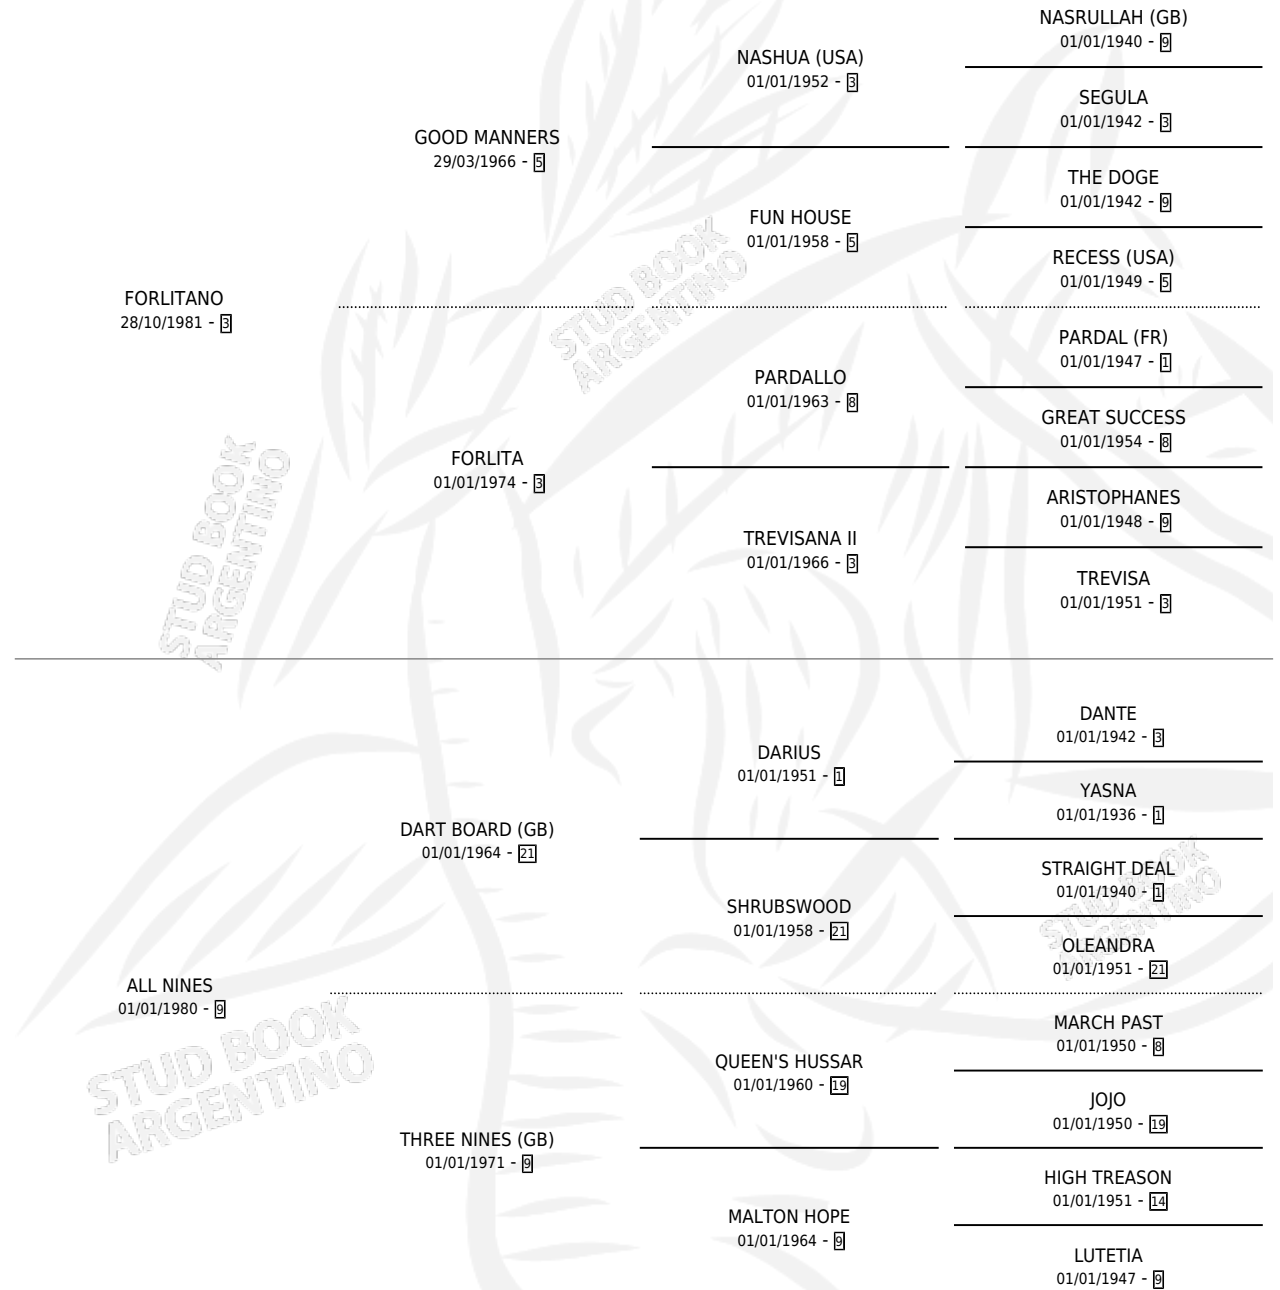 NASRULLAH (GB)
01/01/1940 - 9
NASHUA (USA)
01/01/1952 - 3
SEGULA
01/01/1942 - 3
GOOD MANNERS
29/03/1966 - 5
THE DOGE
01/01/1942 - 9
FUN HOUSE
01/01/1958 - 5
RECESS (USA)
01/01/1949 - 5
FORLITANO
28/10/1981 - 3
PARDAL (FR)
01/01/1947 - 1
PARDALLO
01/01/1963 - 8
GREAT SUCCESS
01/01/1954 - 8
FORLITA
01/01/1974 - 3
ARISTOPHANES
01/01/1948 - 9
TREVISANA II
01/01/1966 - 3
TREVISA
01/01/1951 - 3
STUD BOOK
ARGENTINO
STUD BOOK
ARGENTINO
DANTE
01/01/1942 - 3
DARIUS
01/01/1951 - 1
YASNA
01/01/1936 - 1
DART BOARD (GB)
01/01/1964 - 21
STRAIGHT DEAL
01/01/1940 - 1
SHRUBSWOOD
01/01/1958 - 21
OLEANDRA
01/01/1951 - 21
STUD BOOK
ARGENTINO
ALL NINES
01/01/1980 - 9
MARCH PAST
01/01/1950 - 8
QUEEN'S HUSSAR
01/01/1960 - 19
JOJO
01/01/1950 - 19
THREE NINES (GB)
01/01/1971 - 9
HIGH TREASON
01/01/1951 - 14
MALTON HOPE
01/01/1964 - 9
LUTETIA
01/01/1947 - 9
STUD BOOK
ARGENTINO